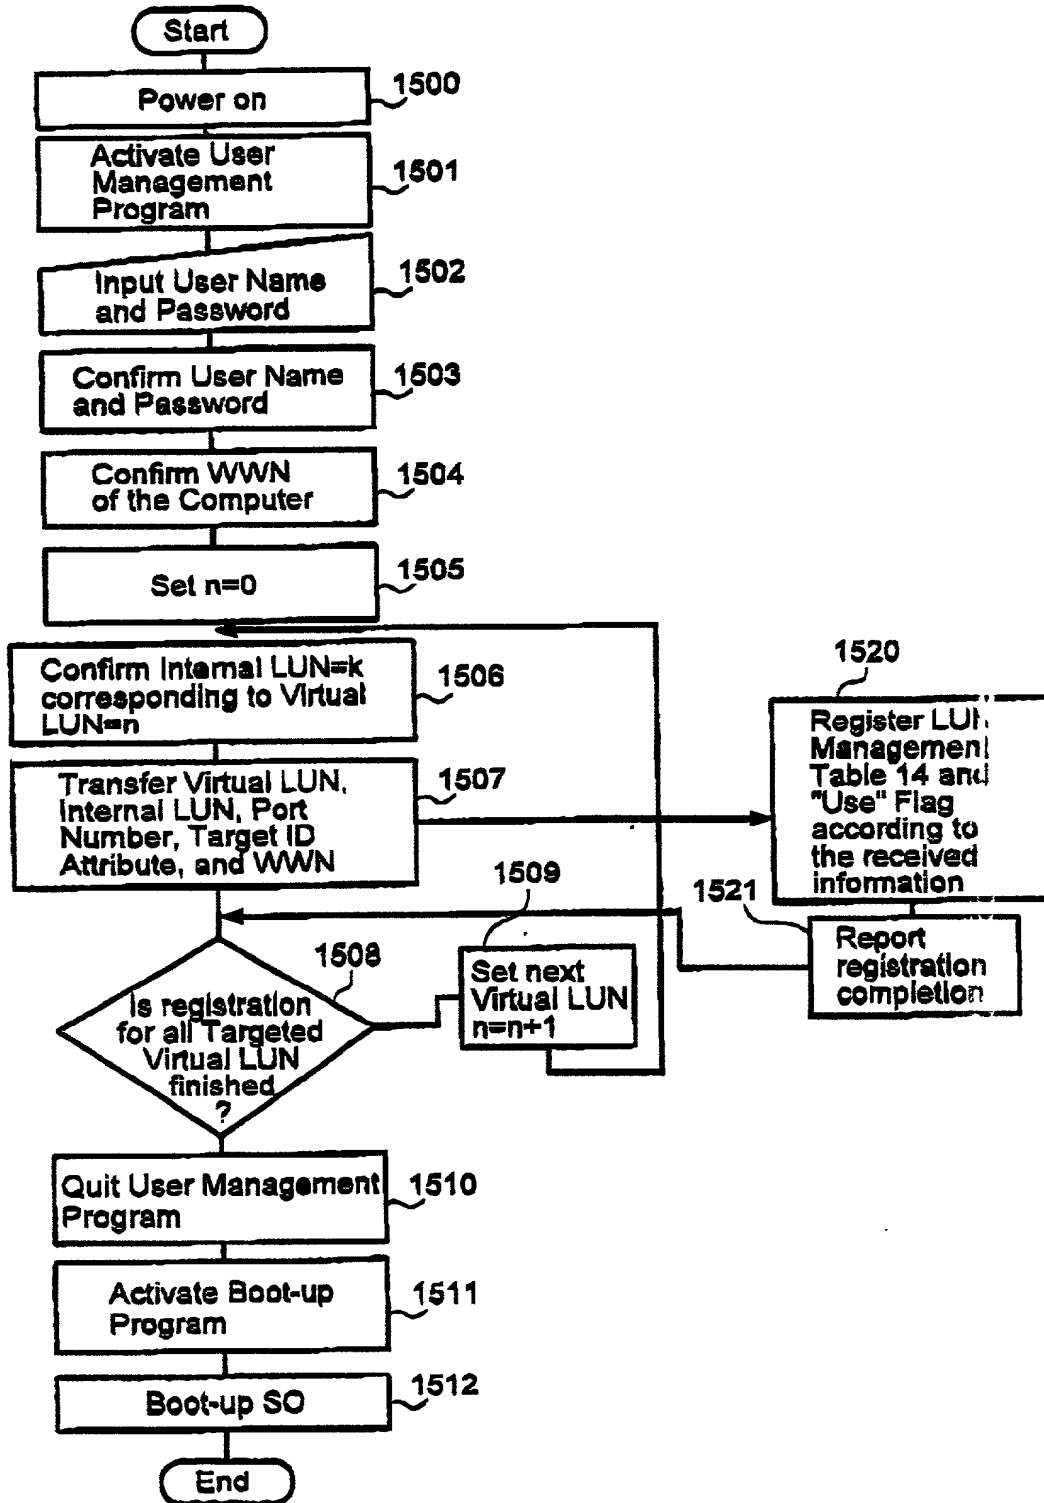 Start
Power on
1500
Activate User
Management
Program
1501
Input User Name
and Password
1502
Confirm User Name
and Password
1503
Confirm WWN
of the Computer
1504
Set n=0
1505
Confirm Internal LUN=k
corresponding to Virtual
LUN=n
1506
Transfer Virtual LUN,
Internal LUN, Port
Number, Target ID
Attribute, and WWN
1507
1520
Register
Management
Table 14 and
"Use" Flag
according to
the received
information
1521
Report
registration
completion
1508
Is registration
for all Targeted
Virtual LUN
finished
?
1509
Set next
Virtual LUN
n=n+1
Quit User Management
Program
1510
Activate Boot-up
Program
1511
Boot-up SO
1512
End